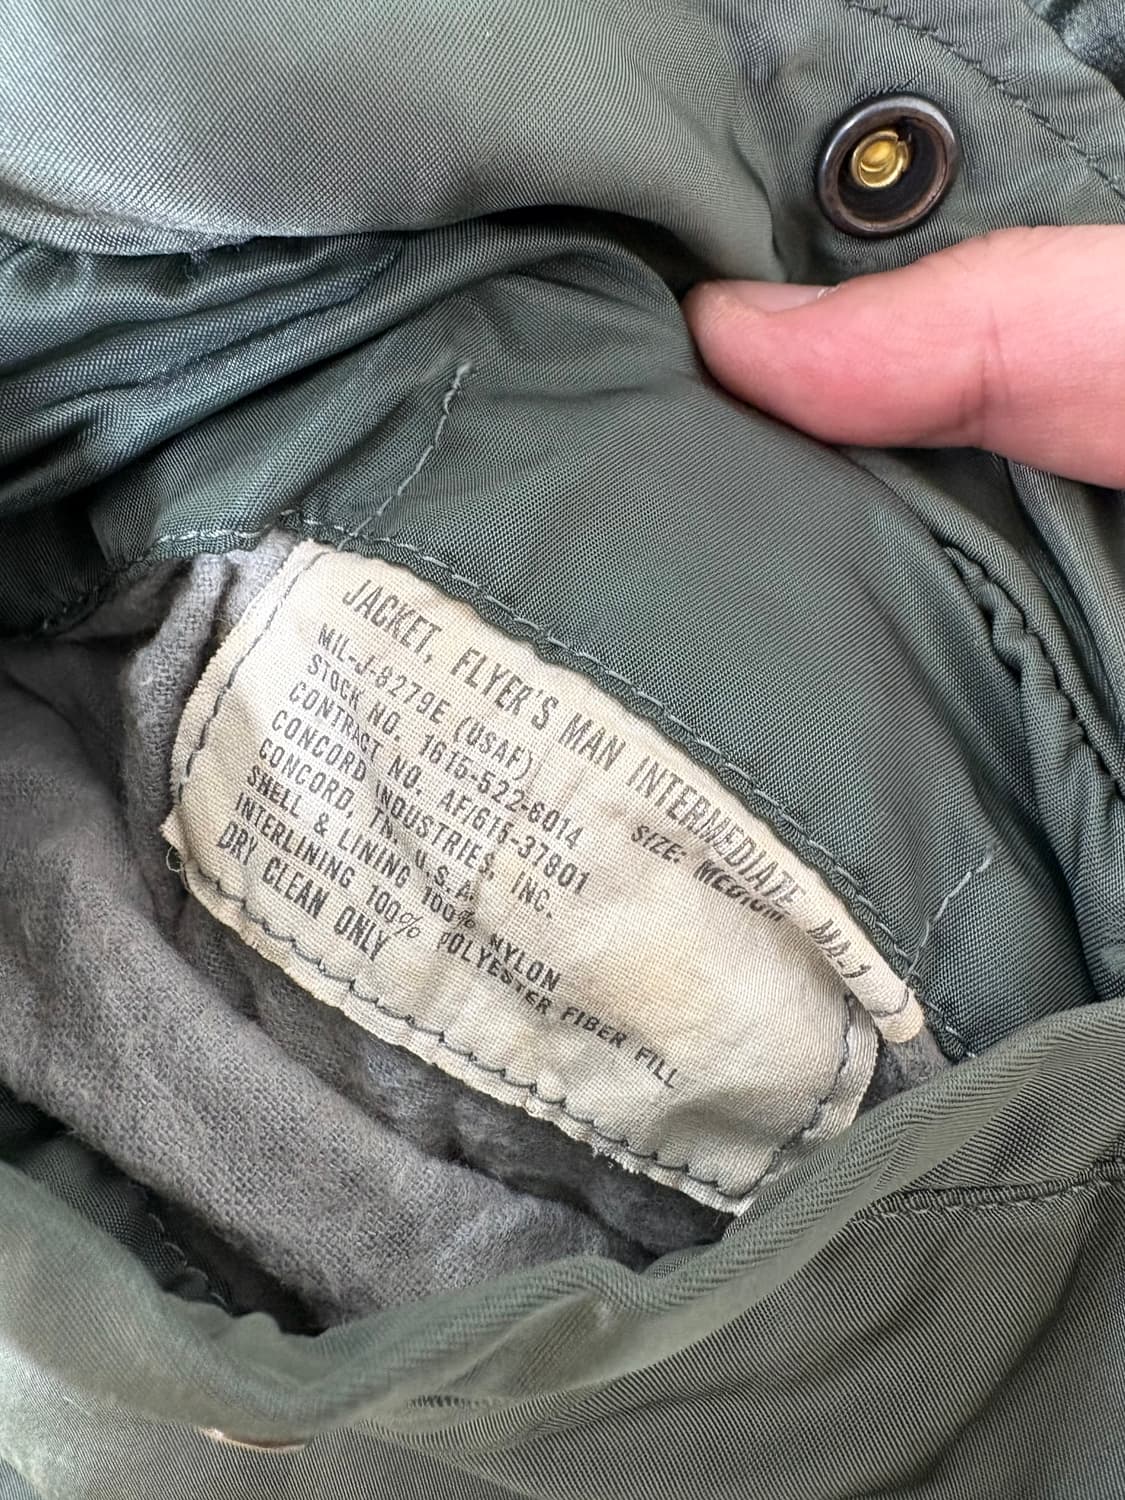 JACKET, FLYER'S MAN INTERMEDIATE MA-1
MIL-J-8279E (USAF)
SIZE: MEDIUM
STOCK NO. 1615-522-6014
CONTRACT NO. AF/615-37801
CONCORD INDUSTRIES, INC.
CONCORD, TN. U.S.A.
SHELL & LINING 100% NYLON
INTERLINING 100% POLYESTER FIBER FILL
DRY CLEAN ONLY